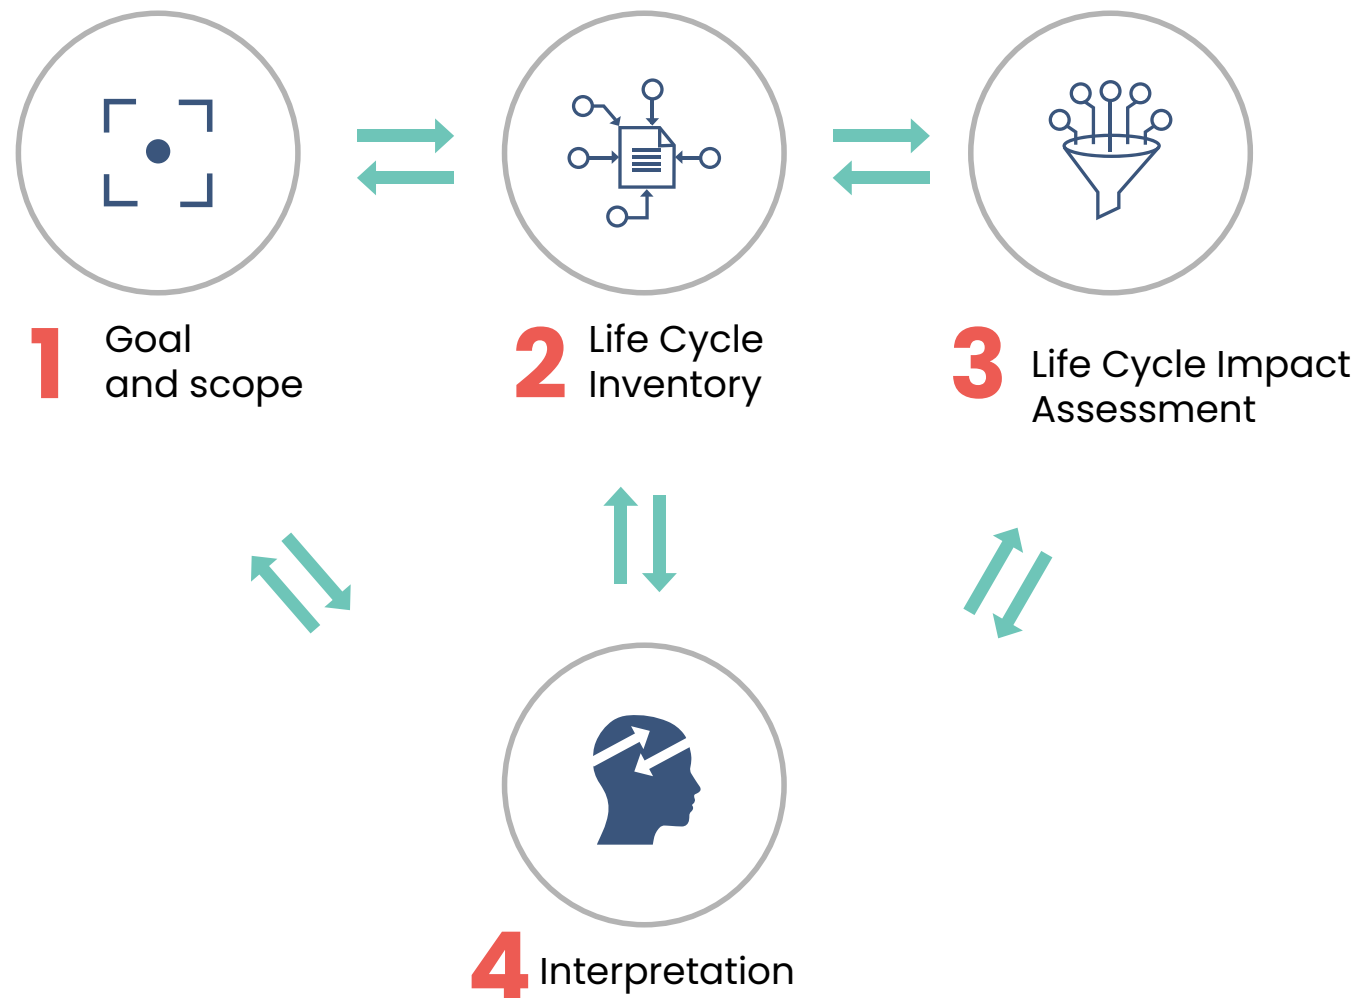 1 Goal
and scope
2 Life Cycle
Inventory
3 Life Cycle Impact
Assessment
4 Interpretation